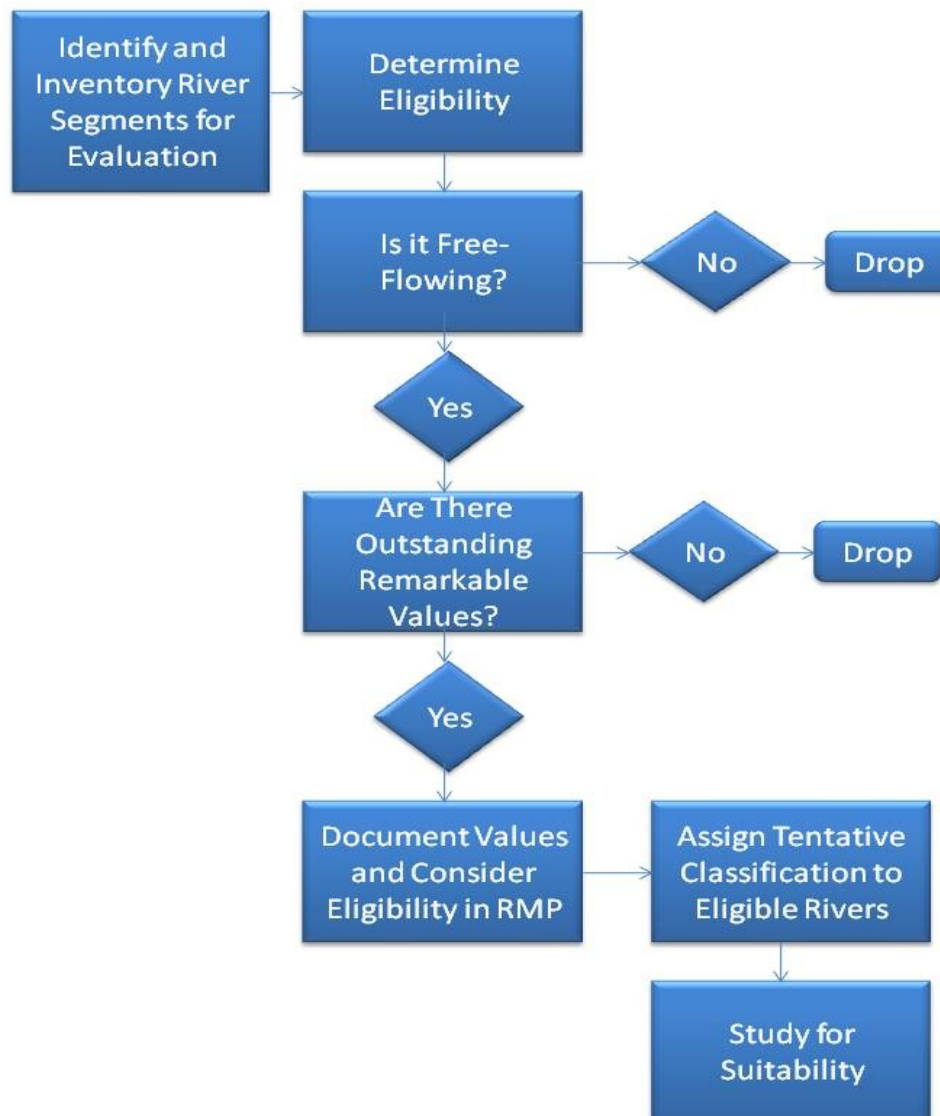 Identify and
Inventory River
Segments for
Evaluation
Determine
Eligibility
Is it Free-
Flowing?
No
Drop
Yes
Are There
Outstanding
Remarkable
Values?
No
Drop
Yes
Document Values
and Consider
Eligibility in RMP
Assign Tentative
Classification to
Eligible Rivers
Study for
Suitability